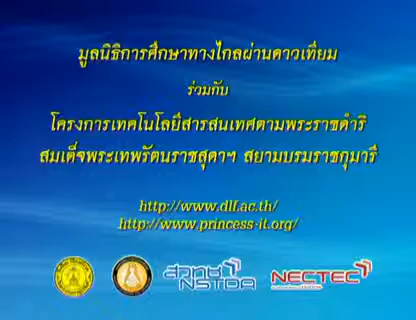 มูลนิธิการศึกษาทางไกลผ่านดาวเทียม
ร่วมกับ
โครงการเทคโนโลยีสารสนเทศตามพระราชดำริ
สมเด็จพระเทพรัตนราชสุดาฯ สยามบรมราชกุมารี
http://www.dlf.ac.th/
http://www.princess-it.org/
สวทช NECTEC
NSTDA